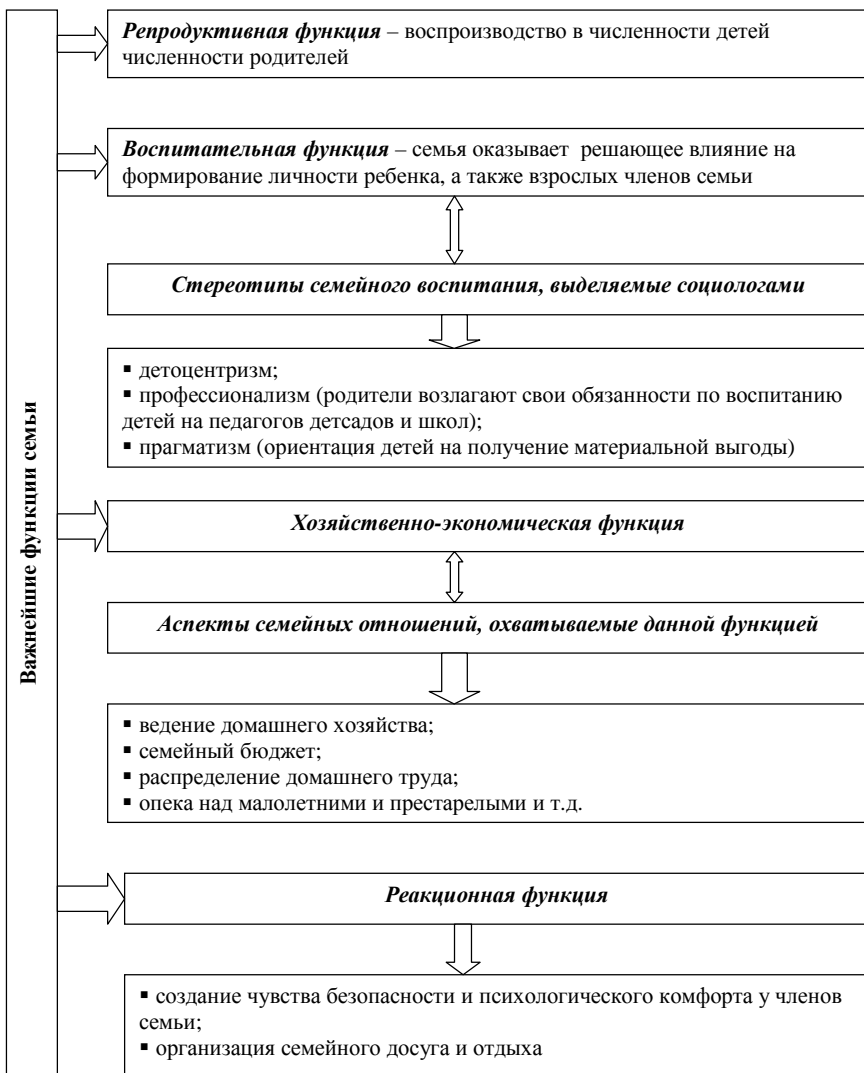 Важнейшие функции семьи
Репродуктивная функция – воспроизводство в численности детей
численности родителей
Воспитательная функция – семья оказывает решающее влияние на
формирование личности ребенка, а также взрослых членов семьи
Стереотипы семейного воспитания, выделяемые социологами
▪ детоцентризм;
▪ профессионализм (родители возлагают свои обязанности по воспитанию
детей на педагогов детсадов и школ);
▪ прагматизм (ориентация детей на получение материальной выгоды)
Хозяйственно-экономическая функция
Аспекты семейных отношений, охватываемые данной функцией
▪ ведение домашнего хозяйства;
▪ семейный бюджет;
▪ распределение домашнего труда;
▪ опека над малолетними и престарелыми и т.д.
Реакционная функция
▪ создание чувства безопасности и психологического комфорта у членов
семьи;
▪ организация семейного досуга и отдыха